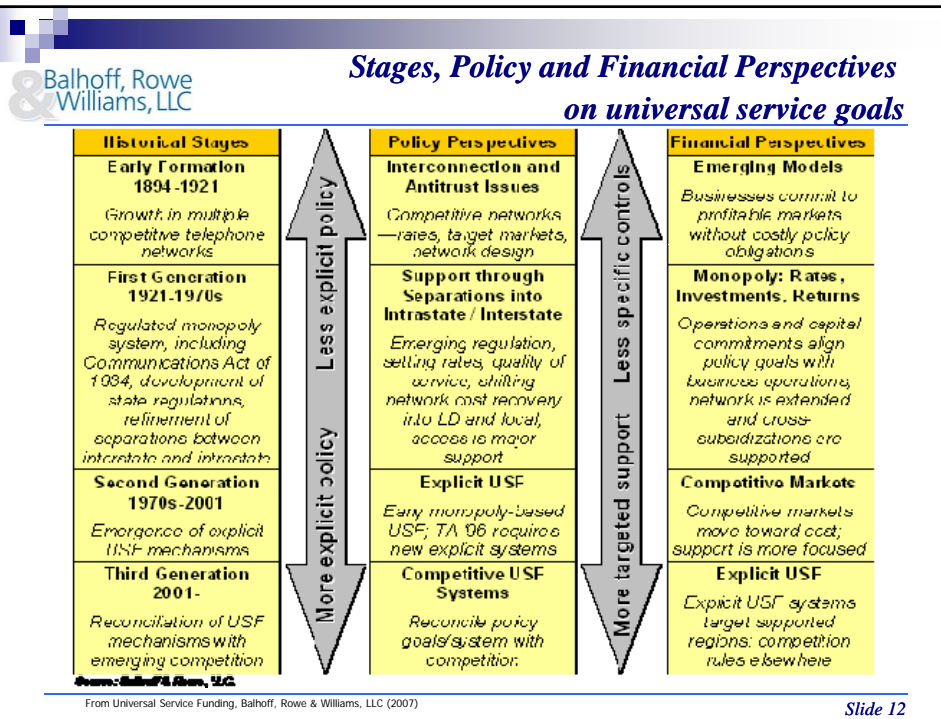 Balhoff, Rowe
& Williams, LLC
Stages, Policy and Financial Perspectives
on universal service goals
Historical Stages
Early Formation
1894-1921
Growth in multiple
competitive telephone
networks
First Generation
1921-1970s
Regulated monopoly
system, including
Communications Act of
1934, development of
state regulations,
refinement of
separations between
interstate and intrastate
Second Generation
1970s-2001
Emergence of explicit
USF mechanisms
Third Generation
2001-
Reconciliation of USF
mechanisms with
emerging competition
Less explicit policy
More explicit policy
Policy Perspectives
Interconnection and
Antitrust Issues
Competitive networks
—rates, target markets,
network design
Support through
Separations into
Intrastate / Interstate
Emerging regulation,
setting rates, quality of
service, shifting
network cost recovery
into LD and local,
access is major
support
Explicit USF
Early monopoly-based
USF; TA '96 requires
new explicit systems
Competitive USF
Systems
Reconcile policy
goals/system with
competition
Less specific controls
More targeted support
Financial Perspectives
Emerging Models
Businesses commit to
profitable markets
without costly policy
obligations
Monopoly: Rates,
Investments, Returns
Operations and capital
commitments align
policy goals with
business operations,
network is extended
and cross-
subsidizations are
supported
Competitive Markets
Competitive markets
move toward cost;
support is more focused
Explicit USF
Explicit USF systems
target supported
regions: competition
rules elsewhere
Source: Balhoff & Rowe, LLC
From Universal Service Funding, Balhoff, Rowe & Williams, LLC (2007)
Slide 12